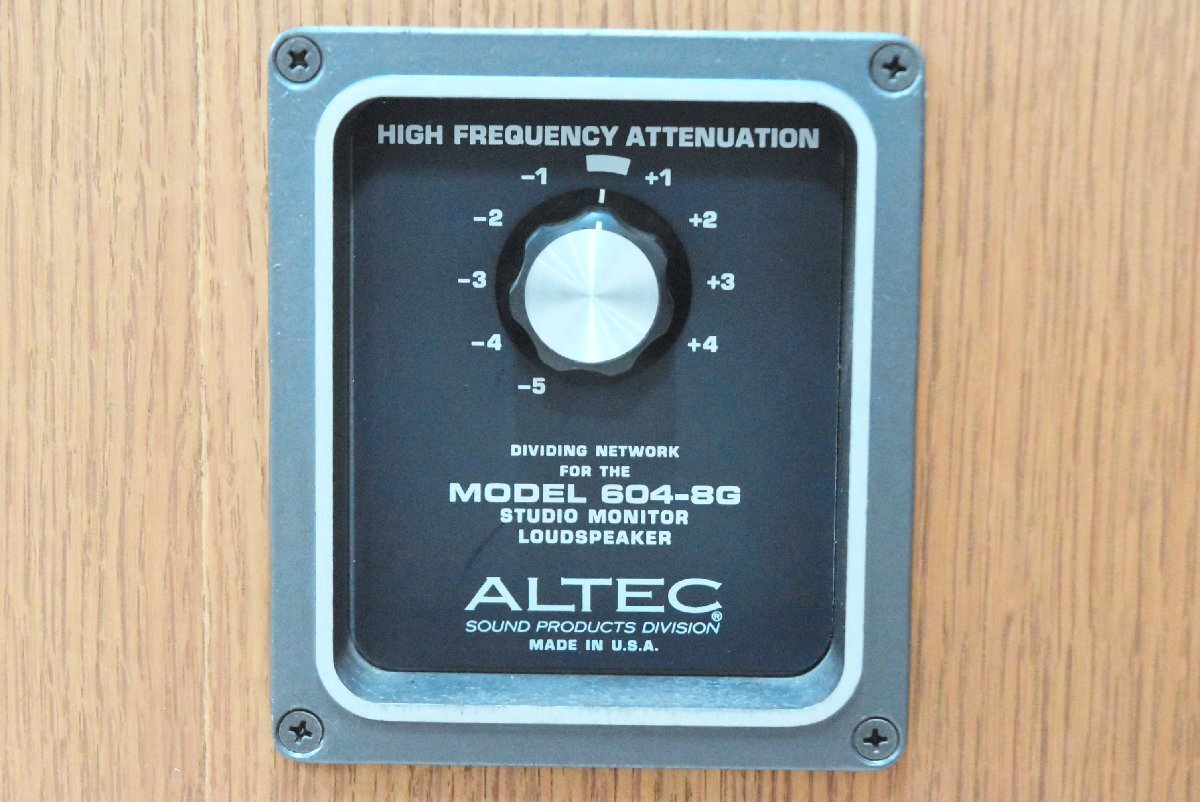 HIGH FREQUENCY ATTENUATION
-1 +1
-2 +2
-3 +3
-4 +4
-5
DIVIDING NETWORK
FOR THE
MODEL 604-8G
STUDIO MONITOR
LOUDSPEAKER
ALTEC®
SOUND PRODUCTS DIVISION
MADE IN U.S.A.